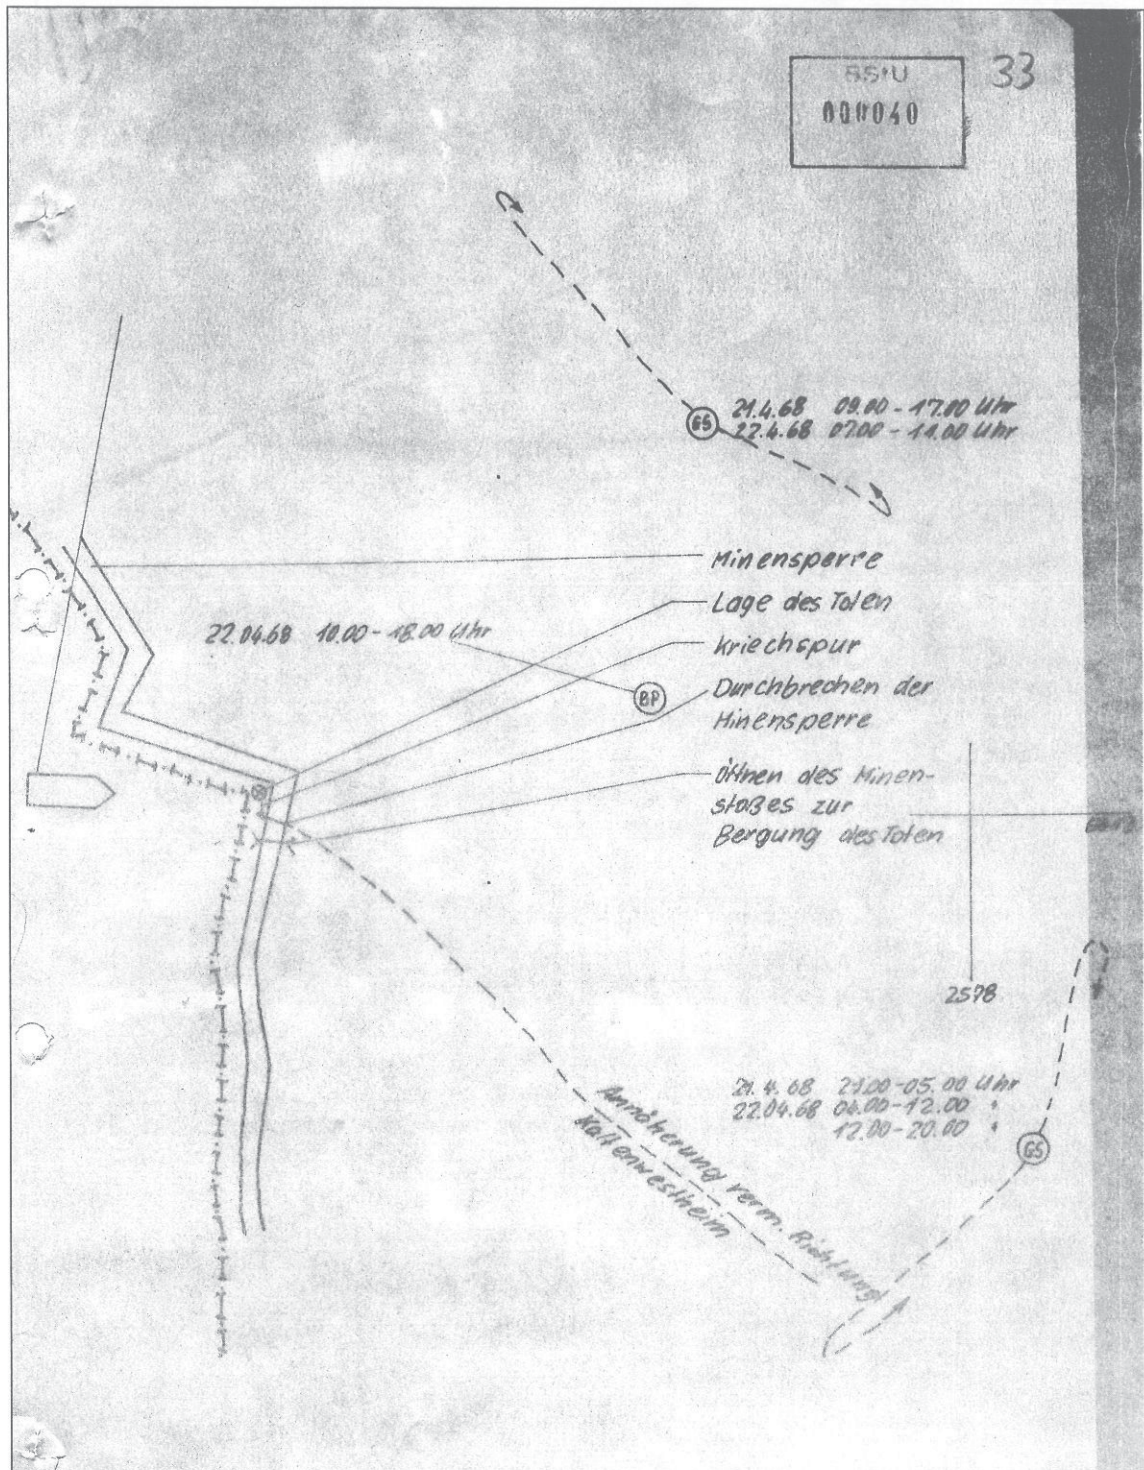 BStU
000040
33
GS
21.4.68 09.00 - 17.00 Uhr
22.4.68 07.00 - 11.00 Uhr
Minensperre
Lage des Toten
Kriechspur
22.04.68 10.00 - 18.00 Uhr
BP
Durchbrechen der
Minensperre
Öffnen des Minen-
stoßes zur
Bergung des Toten
2578
21.4.68 21.00 - 05.00 Uhr
22.04.68 04.00 - 12.00 "
12.00 - 20.00 "
GS
Annäherung verm. Richtung
Kaltenwestheim